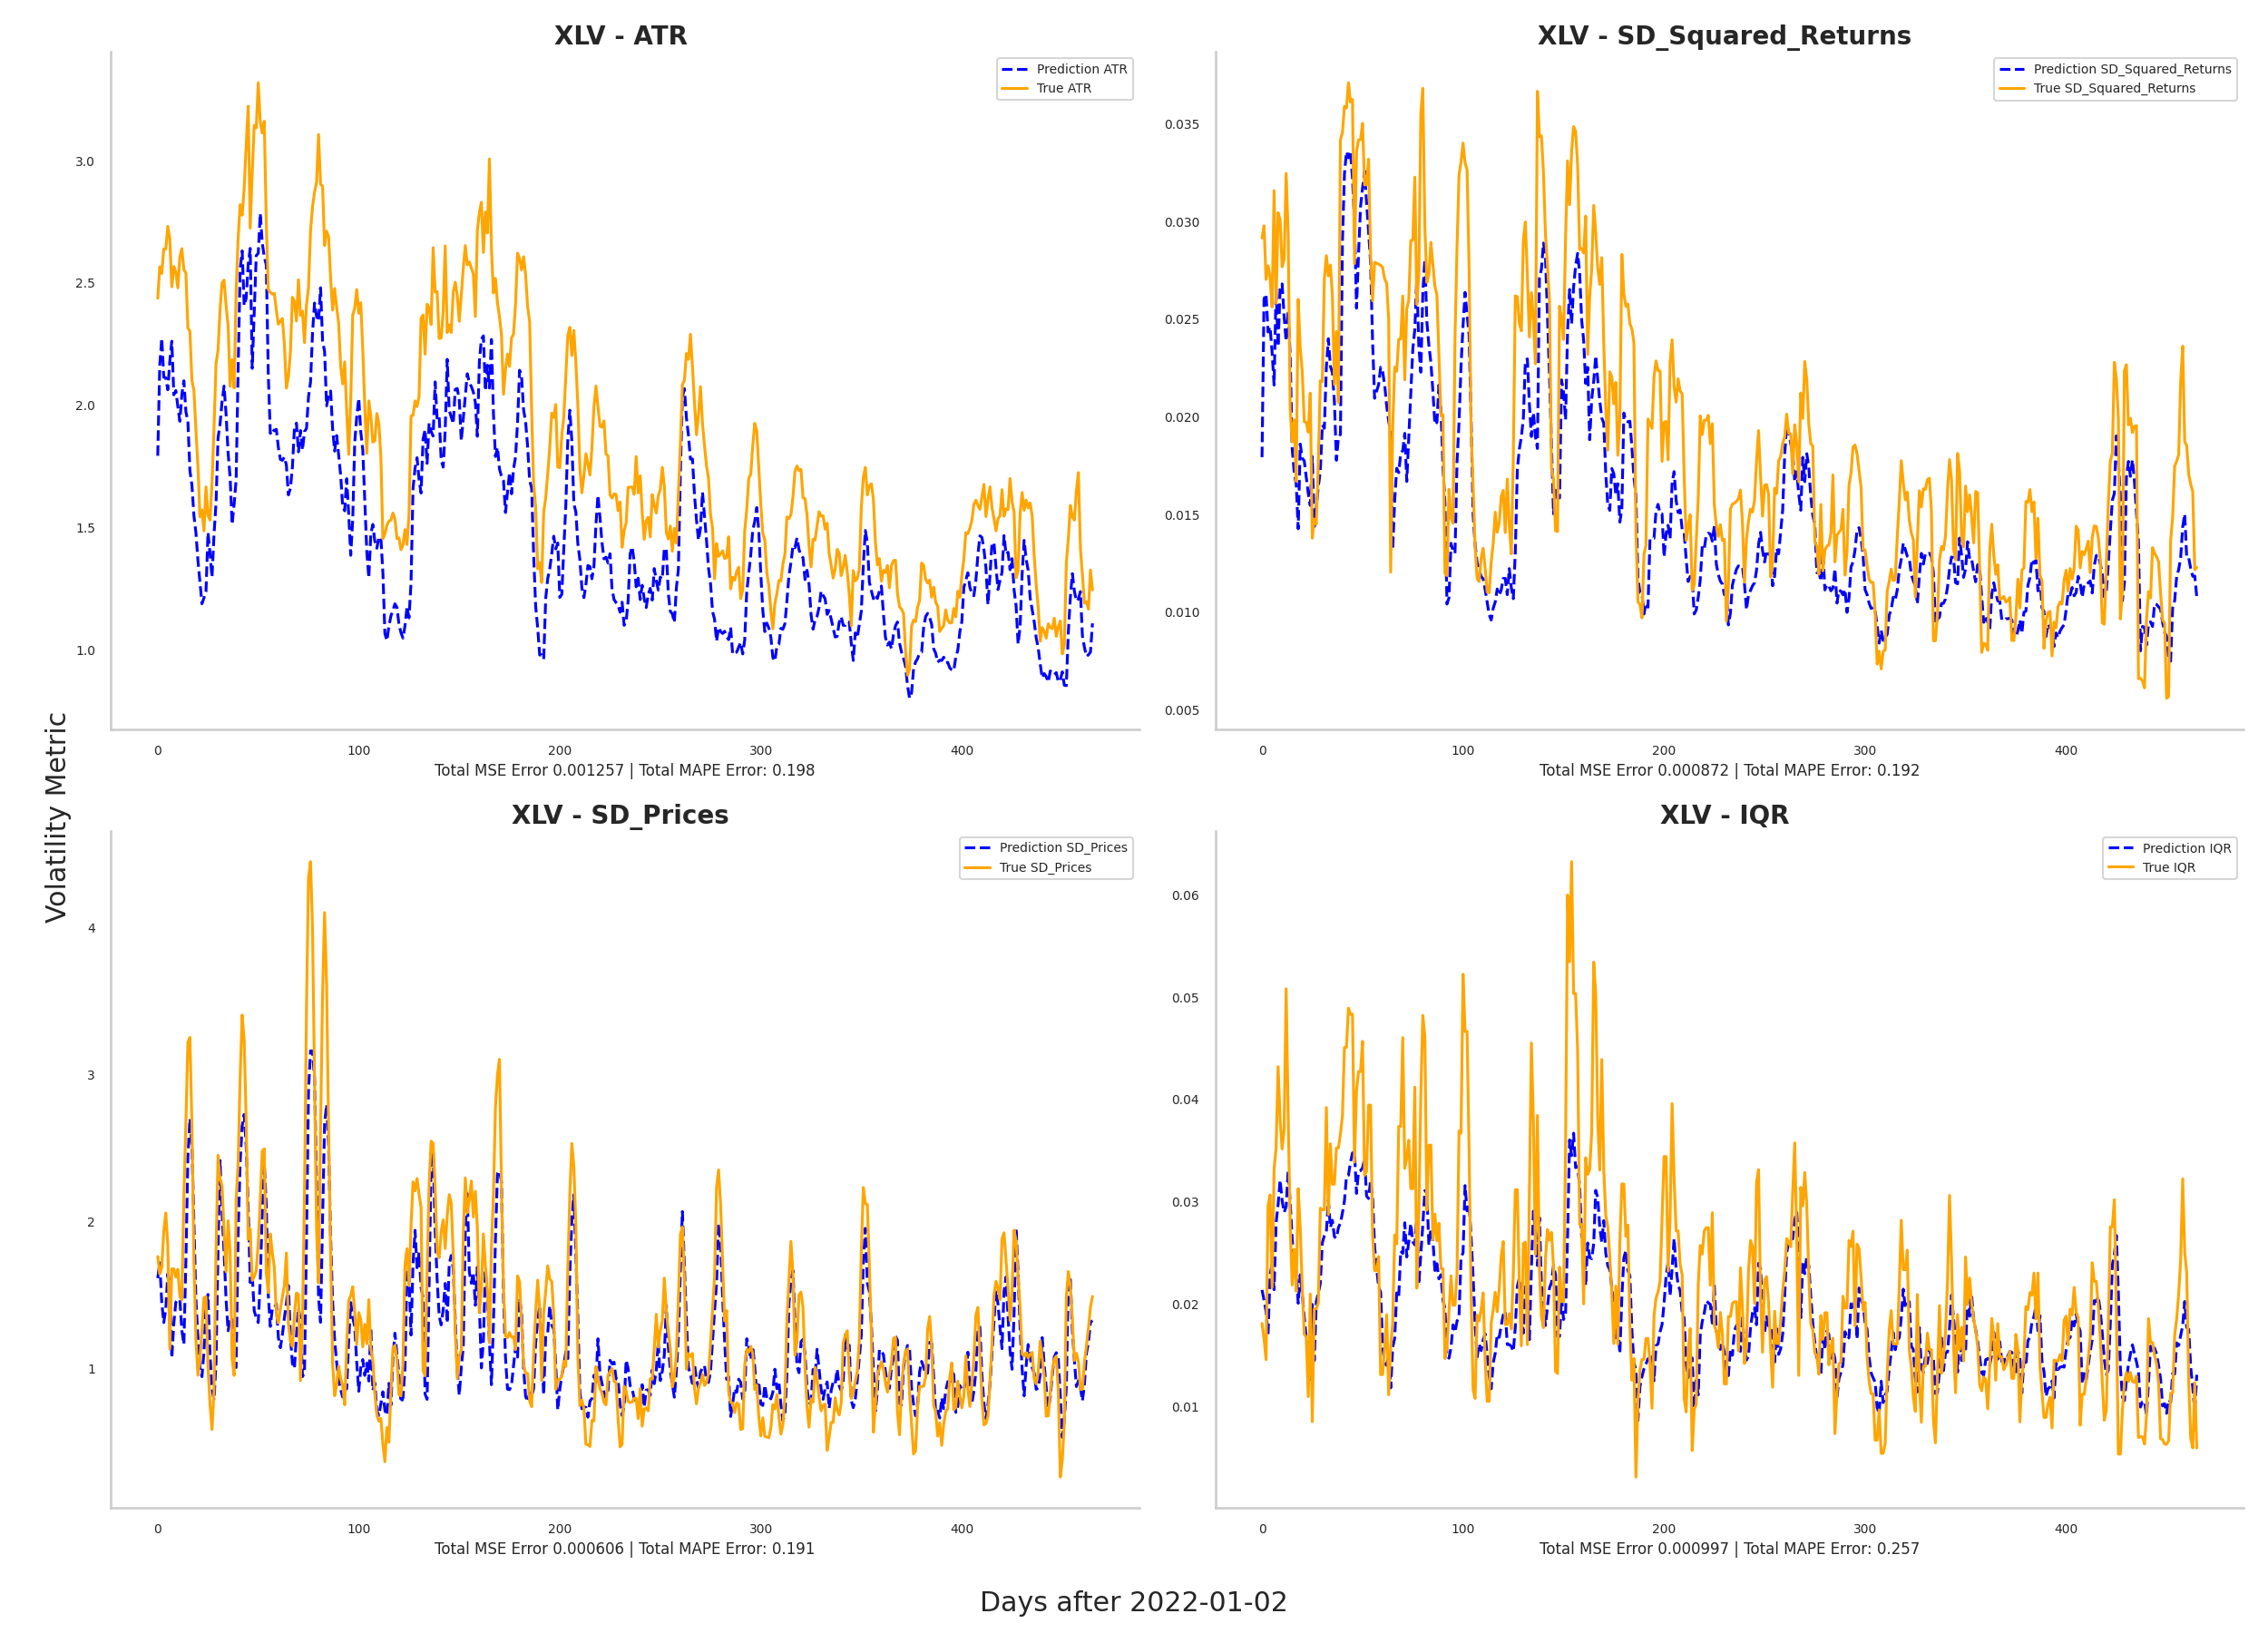 XLV - ATR
Prediction ATR
True ATR
3.0
2.5
2.0
1.5
1.0
0
100
200
300
400
Total MSE Error 0.001257 | Total MAPE Error: 0.198
XLV - SD_Squared_Returns
Prediction SD_Squared_Returns
True SD_Squared_Returns
0.035
0.030
0.025
0.020
0.015
0.010
0.005
0
100
200
300
400
Total MSE Error 0.000872 | Total MAPE Error: 0.192
Volatility Metric
XLV - SD_Prices
Prediction SD_Prices
True SD_Prices
4
3
2
1
0
100
200
300
400
Total MSE Error 0.000606 | Total MAPE Error: 0.191
XLV - IQR
Prediction IQR
True IQR
0.06
0.05
0.04
0.03
0.02
0.01
0
100
200
300
400
Total MSE Error 0.000997 | Total MAPE Error: 0.257
Days after 2022-01-02